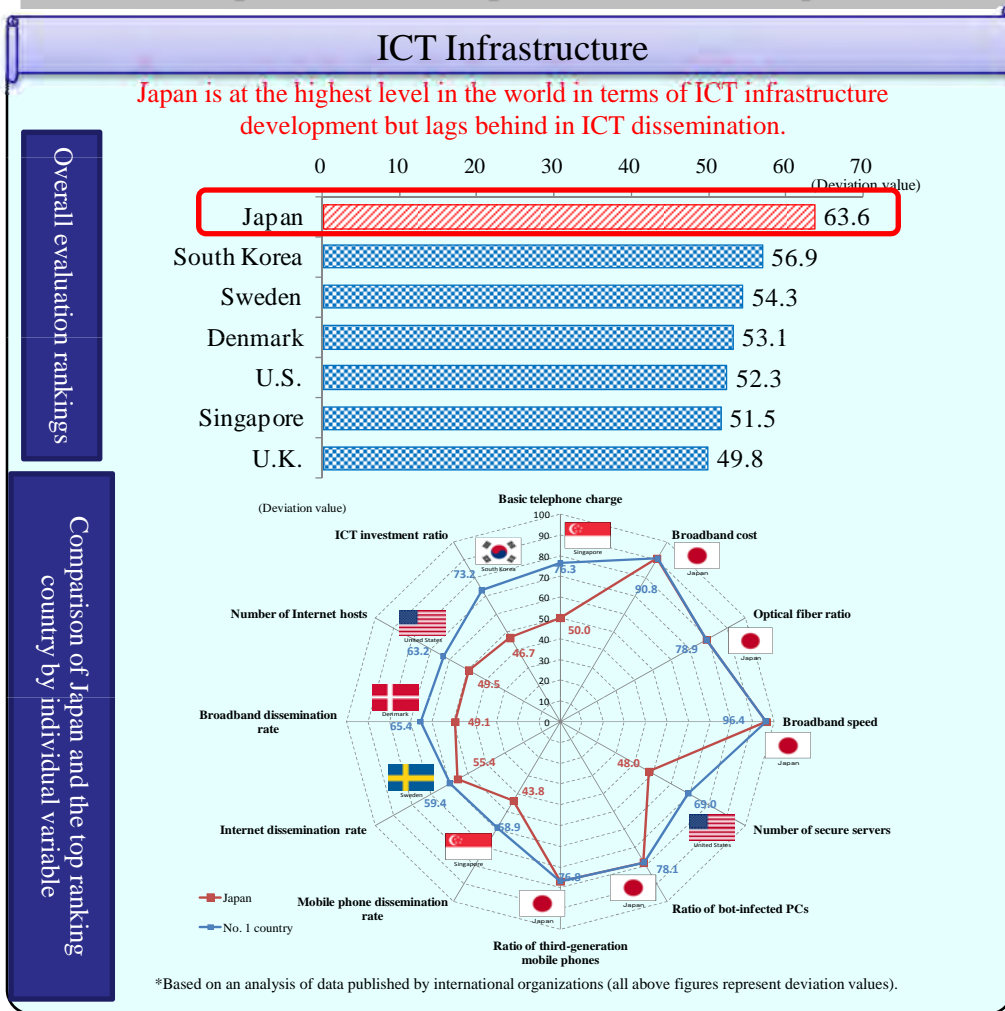 ICT Infrastructure
Japan is at the highest level in the world in terms of ICT infrastructure
development but lags behind in ICT dissemination.
Overall evaluation rankings
0 10 20 30 40 50 60 70
(Deviation value)
Japan 63.6
South Korea 56.9
Sweden 54.3
Denmark 53.1
U.S. 52.3
Singapore 51.5
U.K. 49.8
Comparison of Japan and the top ranking
country by individual variable
(Deviation value)
Basic telephone charge
100
90
80
70
60
50
40
30
20
10
0
Singapore
76.3
50.0
Broadband cost
Japan
90.8
Optical fiber ratio
Japan
78.9
Broadband speed
Japan
96.4
Number of secure servers
United States
69.0
48.0
Ratio of bot-infected PCs
Japan
78.1
Ratio of third-generation
mobile phones
Japan
Mobile phone dissemination
rate
Singapore
43.8
Internet dissemination rate
Sweden
59.4
55.4
Broadband dissemination
rate
Denmark
65.4
49.1
Number of Internet hosts
United States
63.2
49.5
ICT investment ratio
South Korea
73.2
46.7
Japan
No. 1 country
*Based on an analysis of data published by international organizations (all above figures represent deviation values).